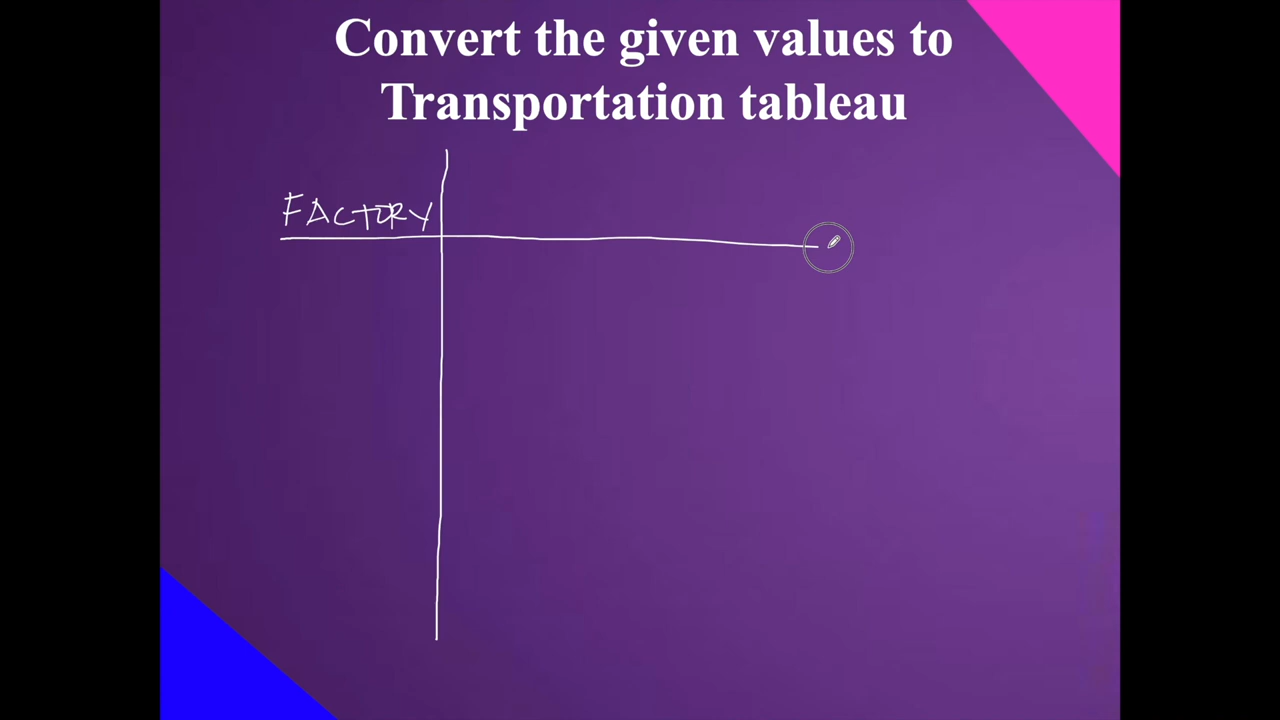 Convert the given values to
Transportation tableau
FACTORY